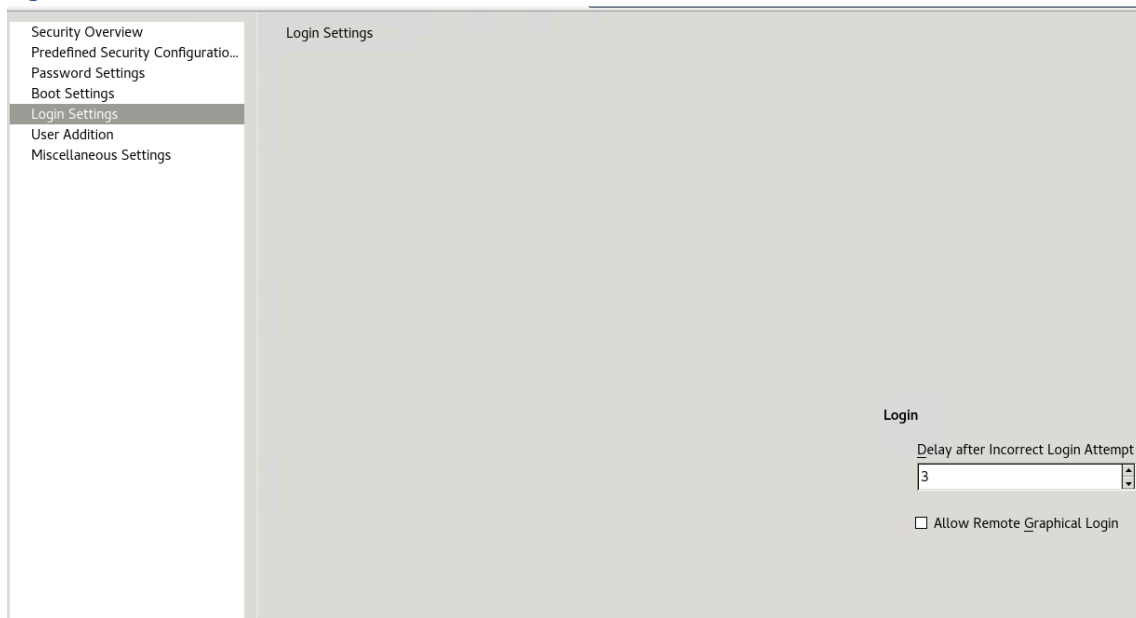 Security Overview
Predefined Security Configuratio...
Password Settings
Boot Settings
Login Settings
User Addition
Miscellaneous Settings
Login Settings
Login
Delay after Incorrect Login Attempt
3
Allow Remote Graphical Login